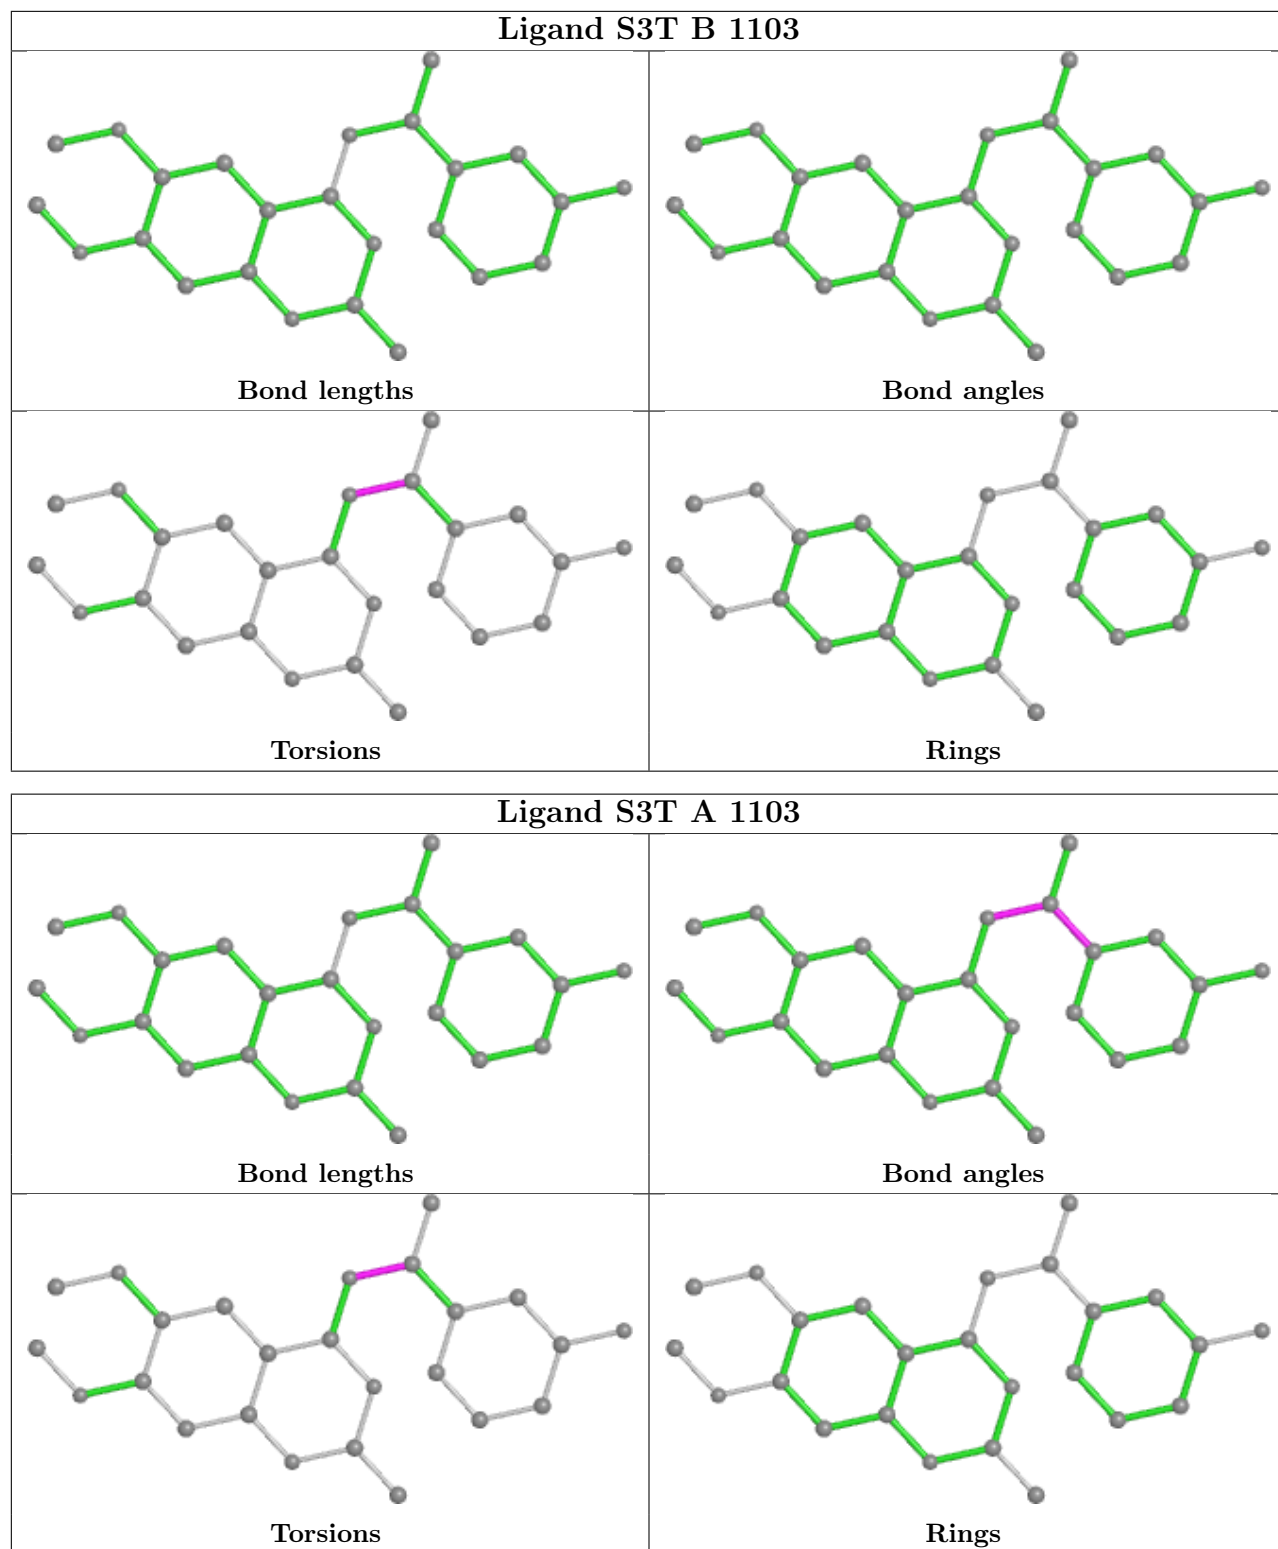 Ligand S3T B 1103
Bond lengths
Bond angles
Torsions
Rings
Ligand S3T A 1103
Bond lengths
Bond angles
Torsions
Rings